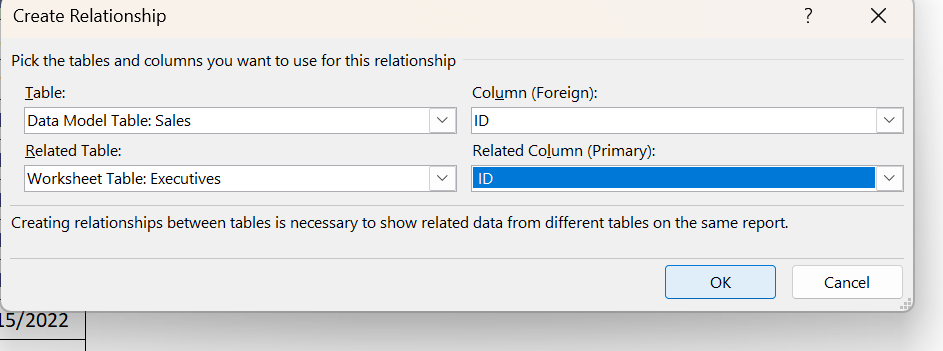 Create Relationship
?
Pick the tables and columns you want to use for this relationship
Table:
Column (Foreign):
Data Model Table: Sales
ID
Related Table:
Related Column (Primary):
Worksheet Table: Executives
ID
Creating relationships between tables is necessary to show related data from different tables on the same report.
OK
Cancel
15/2022